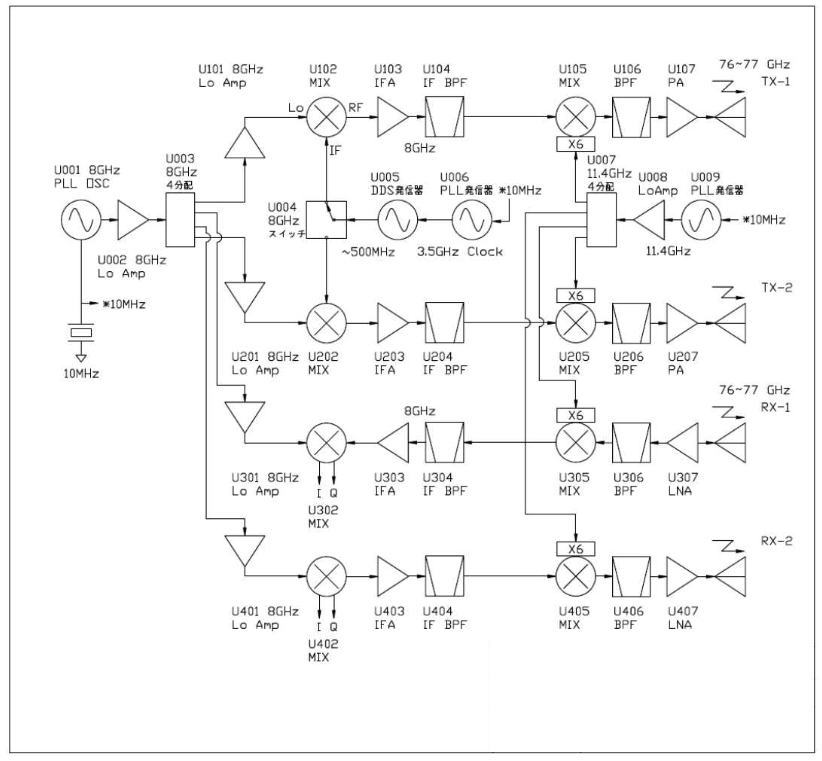 U101 8GHz
Lo Amp
U102
MIX
U103
IFA
U104
IF BPF
U105
MIX
U106
BPF
U107
PA
76~77 GHz
TX-1
Lo
RF
IF
8GHz
X6
U001 8GHz
PLL OSC
U003
8GHz
4分配
U002 8GHz
Lo Amp
U004
8GHz
スイッチ
U005
DDS発信器
U006
PLL発信器
*10MHz
~500MHz
3.5GHz Clock
U007
11.4GHz
4分配
U008
LoAmp
U009
PLL発信器
*10MHz
11.4GHz
*10MHz
10MHz
X6
TX-2
U201 8GHz
Lo Amp
U202
MIX
U203
IFA
U204
IF BPF
U205
MIX
U206
BPF
U207
PA
76~77 GHz
RX-1
8GHz
X6
U301 8GHz
Lo Amp
I Q
U302
MIX
U303
IFA
U304
IF BPF
U305
MIX
U306
BPF
U307
LNA
RX-2
X6
U401 8GHz
Lo Amp
I Q
U402
MIX
U403
IFA
U404
IF BPF
U405
MIX
U406
BPF
U407
LNA